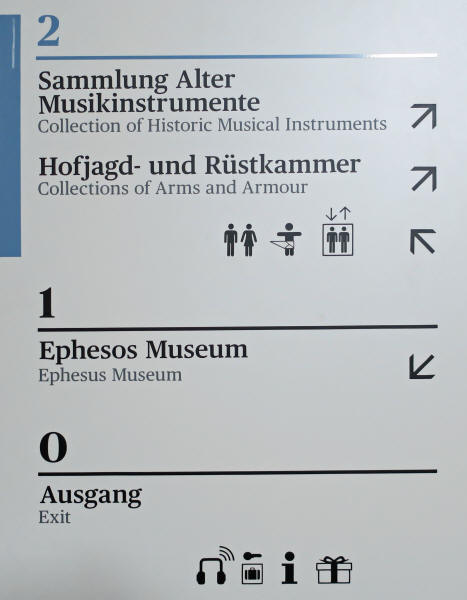 2
Sammlung Alter
Musikinstrumente
Collection of Historic Musical Instruments
Hofjagd- und Rüstkammer
Collections of Arms and Armour
1
Ephesos Museum
Ephesus Museum
0
Ausgang
Exit